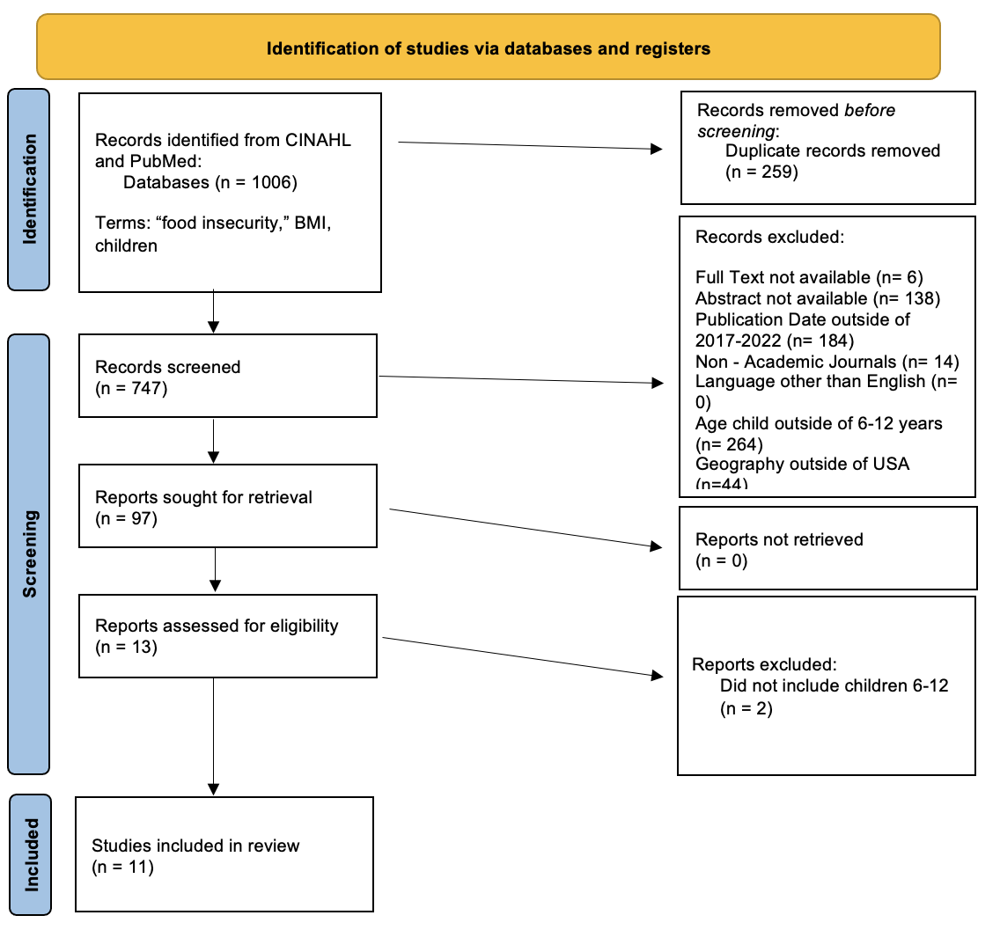 Identification of studies via databases and registers
Identification
Records identified from CINAHL
and PubMed:
Databases (n = 1006)
Terms: “food insecurity,” BMI,
children
Records removed before
screening:
Duplicate records removed
(n = 259)
Screening
Records screened
(n = 747)
Records excluded:
Full Text not available (n= 6)
Abstract not available (n= 138)
Publication Date outside of
2017-2022 (n= 184)
Non - Academic Journals (n= 14)
Language other than English (n=
0)
Age child outside of 6-12 years
(n= 264)
Geography outside of USA
(n=44)
Reports sought for retrieval
(n = 97)
Reports not retrieved
(n = 0)
Reports assessed for eligibility
(n = 13)
Reports excluded:
Did not include children 6-12
(n = 2)
Included
Studies included in review
(n = 11)